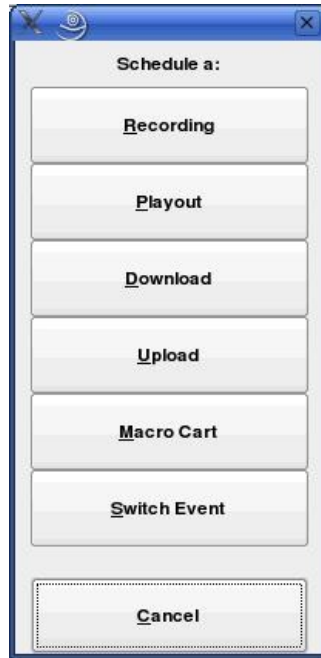 Schedule a:
Recording
Playout
Download
Upload
Macro Cart
Switch Event
Cancel